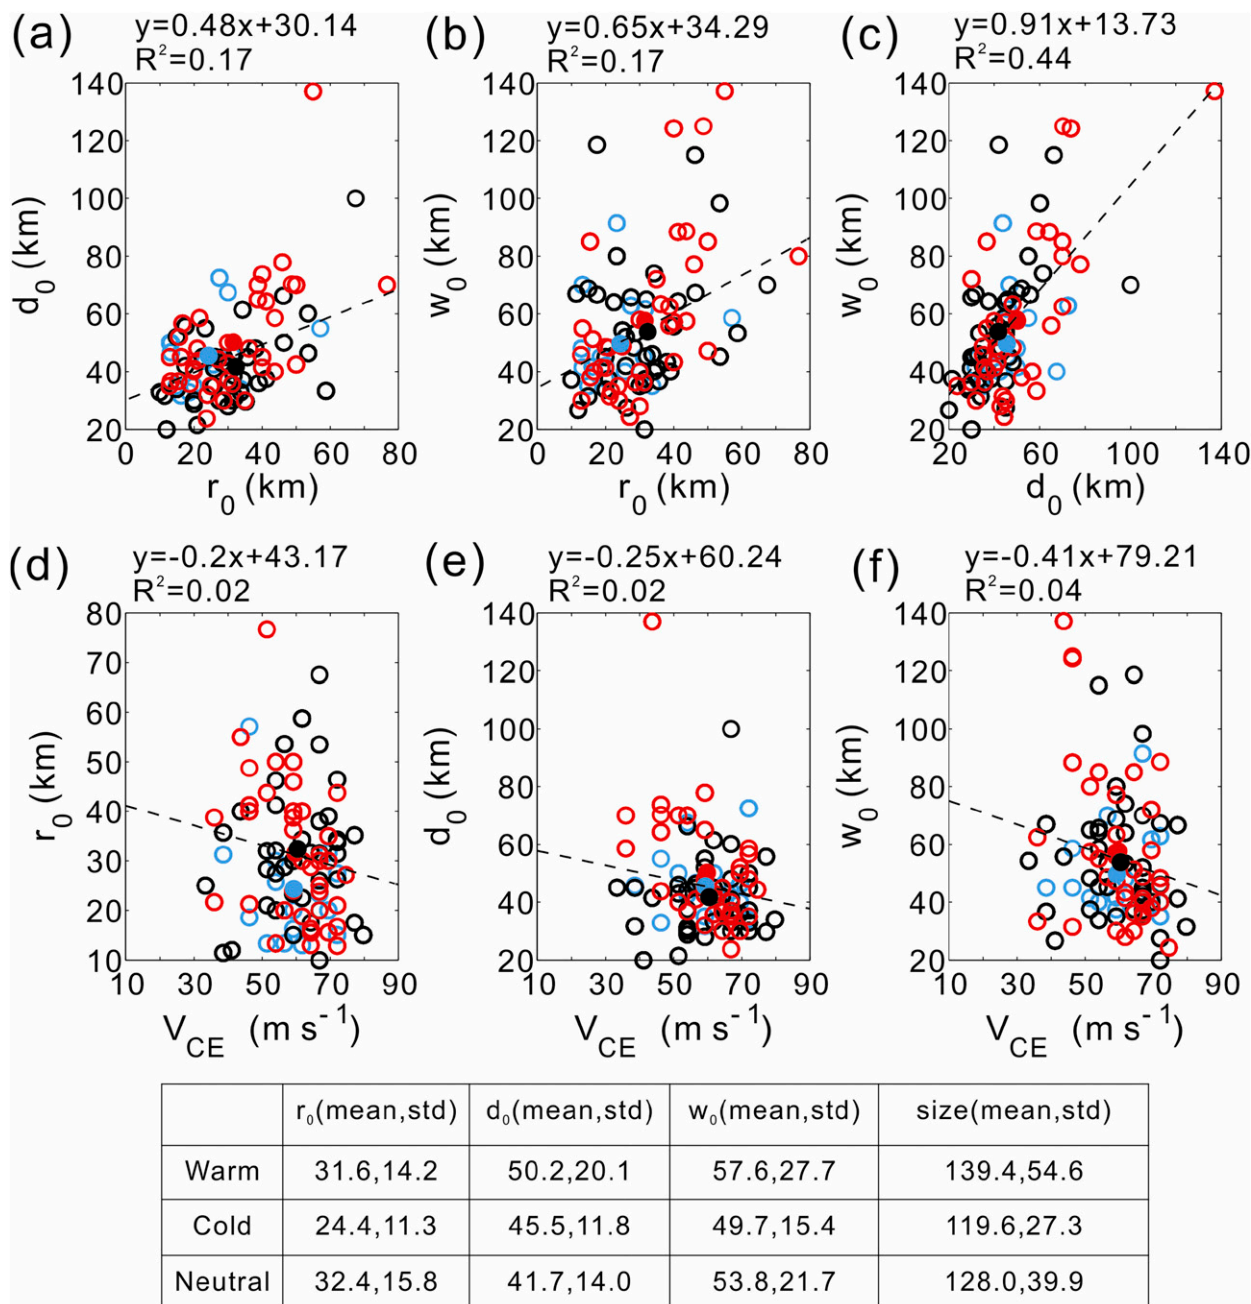 (a) y=0.48x+30.14
R²=0.17
(b) y=0.65x+34.29
R²=0.17
(c) y=0.91x+13.73
R²=0.44
140
120
100
80
60
40
20
d₀ (km)
0 20 40 60 80
r₀ (km)
140
120
100
80
60
40
20
w₀ (km)
0 20 40 60 80
r₀ (km)
140
120
100
80
60
40
20
w₀ (km)
20 60 100 140
d₀ (km)
(d) y=-0.2x+43.17
R²=0.02
(e) y=-0.25x+60.24
R²=0.02
(f) y=-0.41x+79.21
R²=0.04
80
70
60
50
40
30
20
10
r₀ (km)
10 30 50 70 90
V_CE (m s⁻¹)
140
120
100
80
60
40
20
d₀ (km)
10 30 50 70 90
V_CE (m s⁻¹)
140
120
100
80
60
40
20
w₀ (km)
10 30 50 70 90
V_CE (m s⁻¹)
r₀(mean,std) d₀(mean,std) w₀(mean,std) size(mean,std)
Warm 31.6,14.2 50.2,20.1 57.6,27.7 139.4,54.6
Cold 24.4,11.3 45.5,11.8 49.7,15.4 119.6,27.3
Neutral 32.4,15.8 41.7,14.0 53.8,21.7 128.0,39.9